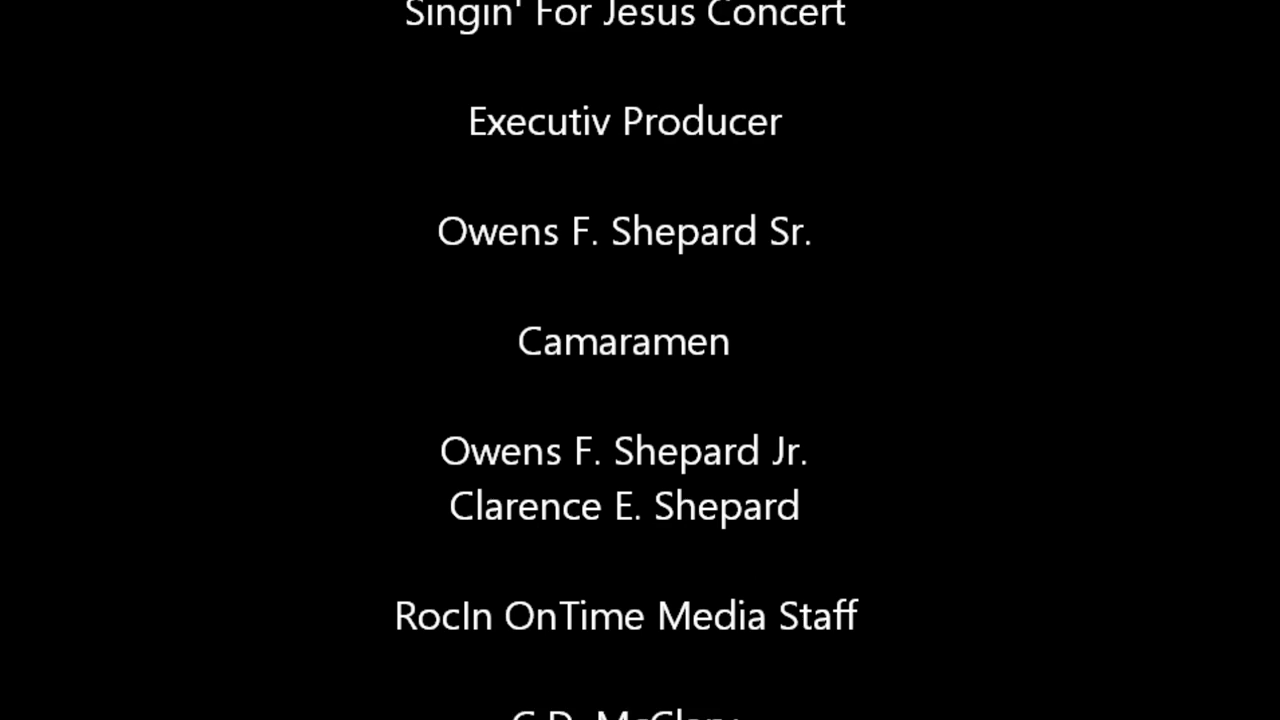 Singin' For Jesus Concert
Executiv Producer
Owens F. Shepard Sr.
Camaramen
Owens F. Shepard Jr.
Clarence E. Shepard
RocIn OnTime Media Staff